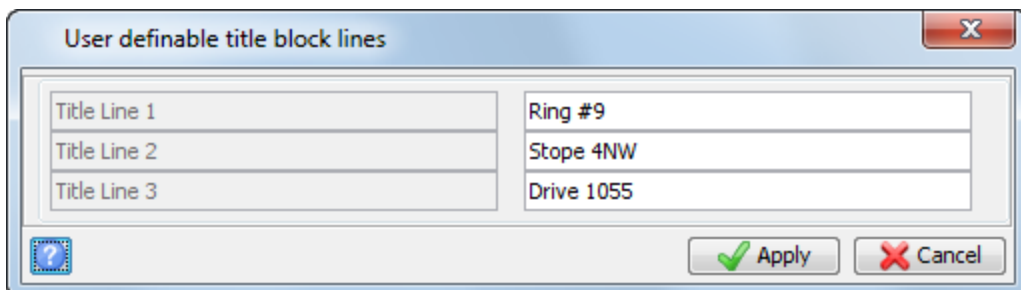 User definable title block lines
Title Line 1 Ring #9
Title Line 2 Stope 4NW
Title Line 3 Drive 1055
? Apply Cancel